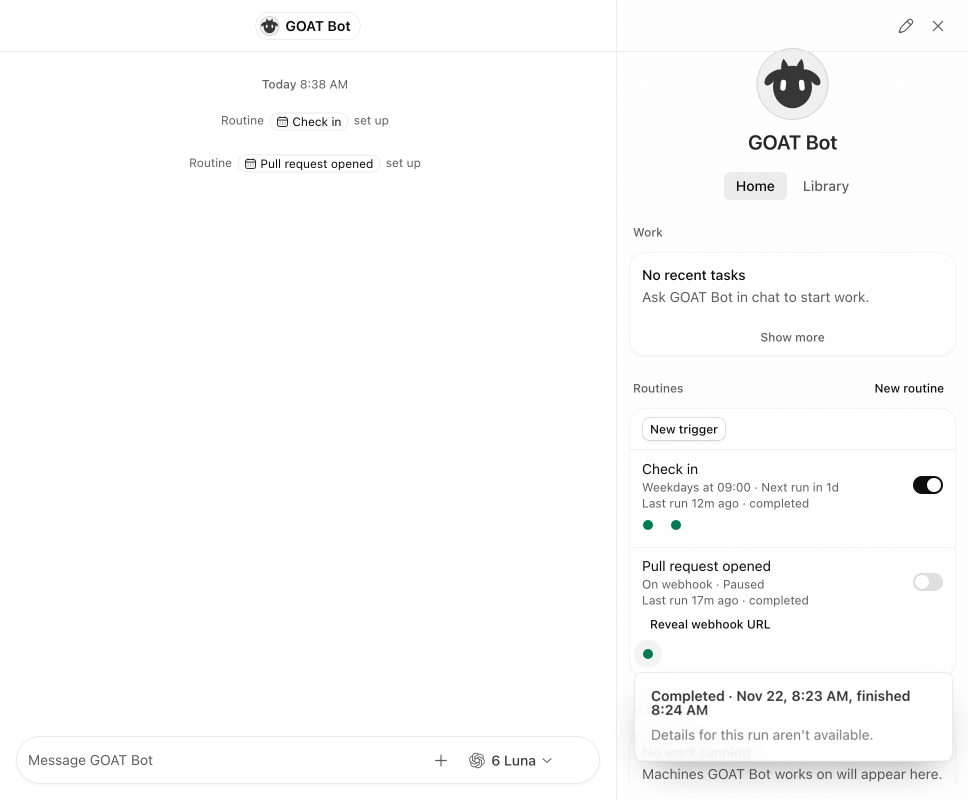 GOAT Bot
Today 8:38 AM
Routine Check in set up
Routine Pull request opened set up
Message GOAT Bot
6 Luna
GOAT Bot
Home Library
Work
No recent tasks
Ask GOAT Bot in chat to start work.
Show more
Routines New routine
New trigger
Check in
Weekdays at 09:00 · Next run in 1d
Last run 12m ago · completed
Pull request opened
On webhook · Paused
Last run 17m ago · completed
Reveal webhook URL
Completed · Nov 22, 8:23 AM, finished
8:24 AM
Details for this run aren't available.
No work running
Machines GOAT Bot works on will appear here.